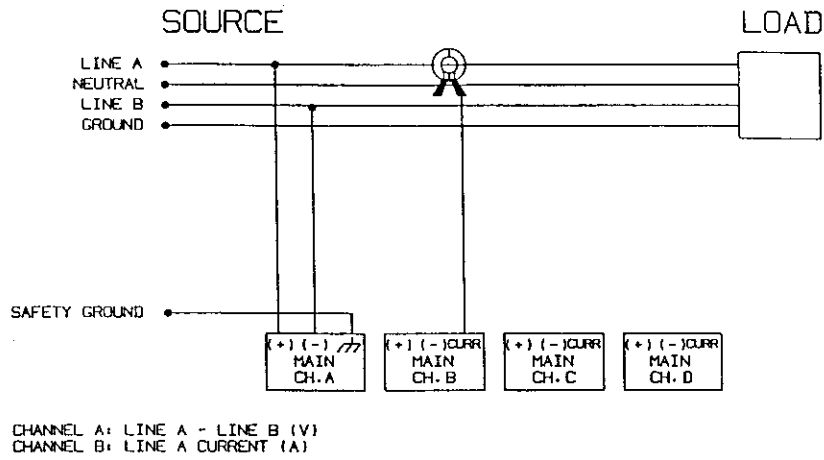 SOURCE LOAD
LINE A
NEUTRAL
LINE B
GROUND
SAFETY GROUND
(+) (-) (+) (-)CURR (+) (-)CURR (+) (-)CURR
MAIN MAIN MAIN MAIN
CH.A CH.B CH.C CH.D
CHANNEL A: LINE A - LINE B (V)
CHANNEL B: LINE A CURRENT (A)